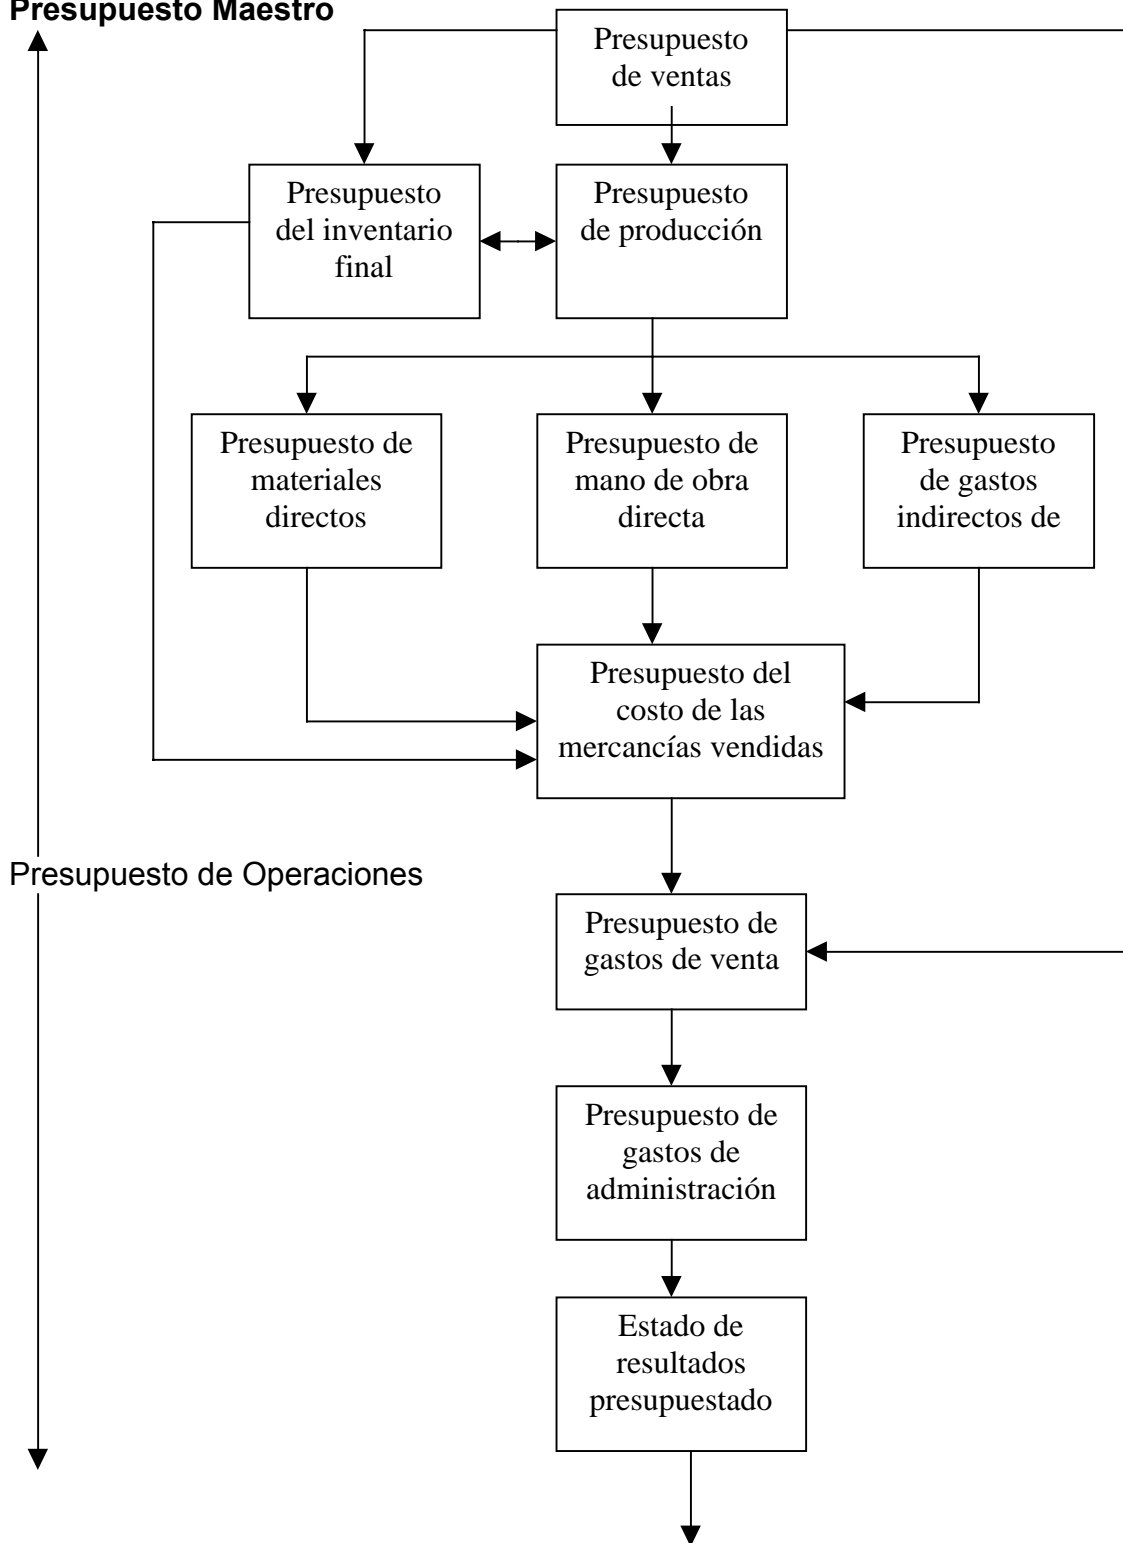 Presupuesto Maestro
Presupuesto
de ventas
Presupuesto
del inventario
final
Presupuesto
de producción
Presupuesto de
materiales
directos
Presupuesto de
mano de obra
directa
Presupuesto
de gastos
indirectos de
Presupuesto del
costo de las
mercancías vendidas
Presupuesto de Operaciones
Presupuesto de
gastos de venta
Presupuesto de
gastos de
administración
Estado de
resultados
presupuestado